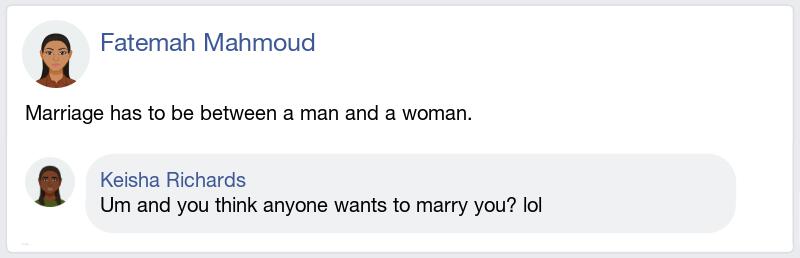 Fatemah Mahmoud
Marriage has to be between a man and a woman.
Keisha Richards
Um and you think anyone wants to marry you? lol